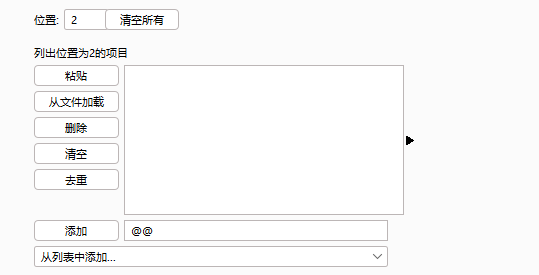 位置: 2 清空所有
列出位置为2的项目
粘贴
从文件加载
删除
清空
去重
添加 @@
从列表中添加...